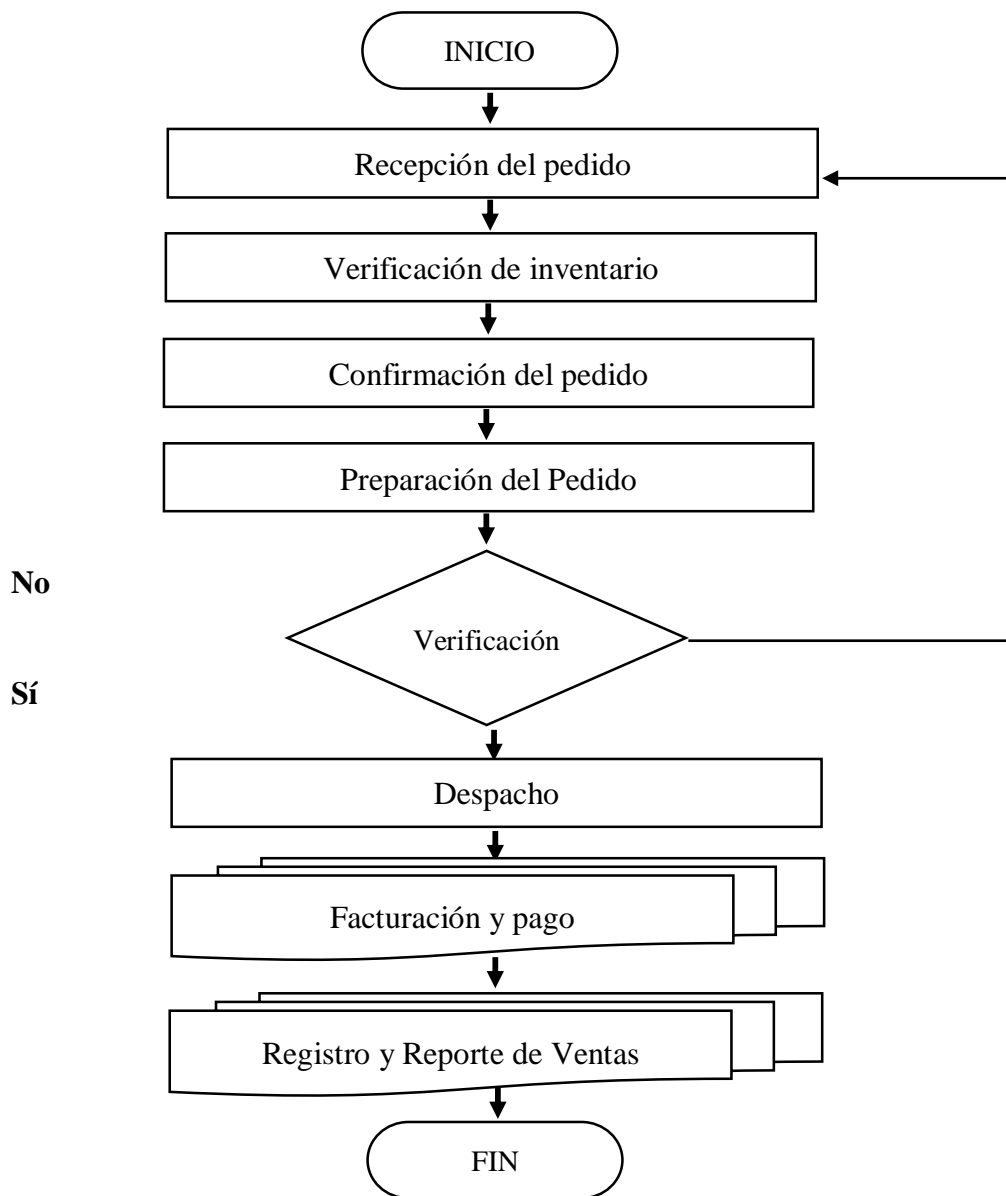 INICIO
Recepción del pedido
Verificación de inventario
Confirmación del pedido
Preparación del Pedido
No
Verificación
Sí
Despacho
Facturación y pago
Registro y Reporte de Ventas
FIN